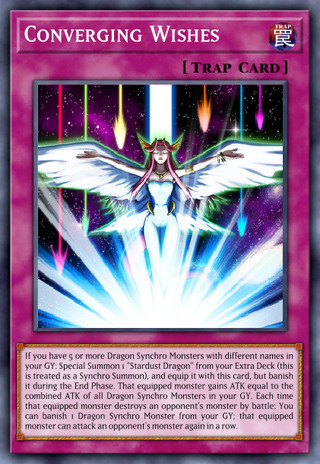 Converging Wishes
TRAP
罠
[Trap Card]
If you have 5 or more Dragon Synchro Monsters with different names in
your GY: Special Summon 1 "Stardust Dragon" from your Extra Deck (this
is treated as a Synchro Summon), and equip it with this card, but banish
it during the End Phase. That equipped monster gains ATK equal to the
combined ATK of all Dragon Synchro Monsters in your GY. Each time
that equipped monster destroys an opponent's monster by battle: You
can banish 1 Dragon Synchro Monster from your GY; that equipped
monster can attack an opponent's monster again in a row.